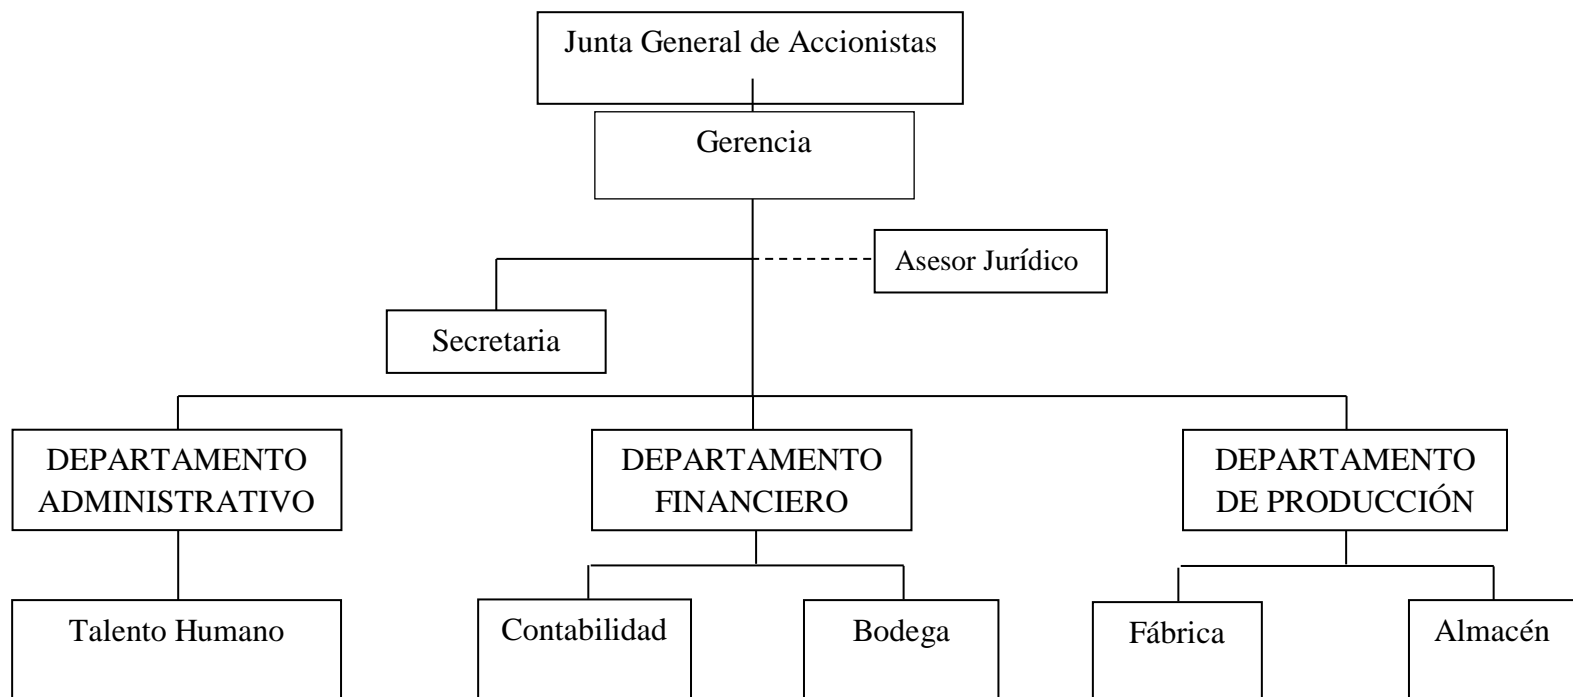 Junta General de Accionistas
Gerencia
Asesor Jurídico
Secretaria
DEPARTAMENTO
ADMINISTRATIVO
DEPARTAMENTO
FINANCIERO
DEPARTAMENTO
DE PRODUCCIÓN
Talento Humano
Contabilidad
Bodega
Fábrica
Almacén